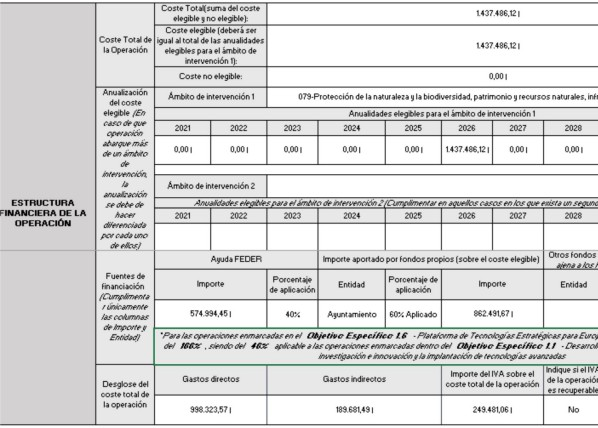 Coste Total(suma del coste elegible y no elegible): 1.437.486,12 |
Coste Total de la Operación
Coste elegible (deberá ser igual al total de las anualidades elegibles para el ámbito de intervención 1): 1.437.486,12 |
Coste no elegible: 0,00 |
ESTRUCTURA
FINANCIERA DE LA
OPERACIÓN
Anualización
del coste
elegible (En
caso de que
operación
abarque más
de un ámbito
de
intervención,
la
anualización
se debe de
hacer
diferenciada
por cada uno
de ellos)
Ámbito de intervención 1 079-Protección de la naturaleza y la biodiversidad, patrimonio y recursos naturales, infr
Anualidades elegibles para el ámbito de intervención 1
2021 2022 2023 2024 2025 2026 2027 2028
0,00 | 0,00 | 0,00 | 0,00 | 0,00 | 1.437.486,12 | 0,00 | 0,00 |
Ámbito de intervención 2
Anualidades elegibles para el ámbito de intervención 2 (Cumplimentar en aquellos casos en los que exista un segund
2021 2022 2023 2024 2025 2026 2027 2028
Fuentes de
financiación
(Cumplimenta
r únicamente
las columnas
de Importe y
Entidad)
Ayuda FEDER Importe aportado por fondos propios (sobre el coste elegible) Otros fondos
ajena a los
Importe Porcentaje de aplicación Entidad Porcentaje de aplicación Importe Entidad
574.994,45 | 40% Ayuntamiento 60% Aplicado 862.491,67 |
*Para las operaciones enmarcadas en el Objetivo Específico 1.6 - Plataforma de Tecnologías Estratégicas para Europ
del 100% , siendo del 40% aplicable a las operaciones enmarcadas dentro del Objetivo Específico 1.1 - Desarroll
investigación e innovación y la implantación de tecnologías avanzadas
Desglose del
coste total de
la operación
Gastos directos Gastos indirectos Importe del IVA sobre el coste total de la operación Indique si el IVA de la operación es recuperable
998.323,57 | 189.681,49 | 249.481,06 | No